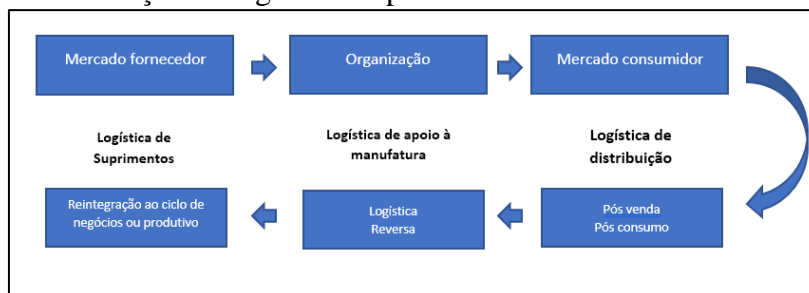 Mercado fornecedor
Organização
Mercado consumidor
Logística de
Suprimentos
Logística de apoio à
manufatura
Logística de
distribuição
Reintegração ao ciclo de
negócios ou produtivo
Logística
Reversa
Pós venda
Pós consumo